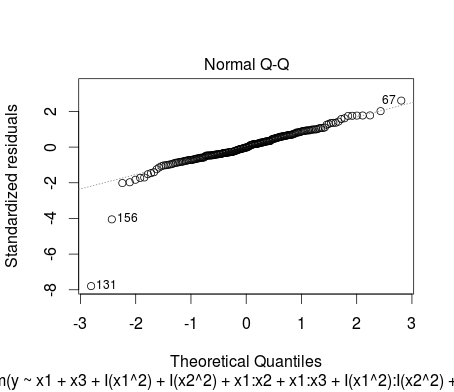 Normal Q-Q
Standardized residuals
2
0
-2
-4
-6
-8
67
156
131
-3 -2 -1 0 1 2 3
Theoretical Quantiles
m(y ~ x1 + x3 + I(x1^2) + I(x2^2) + x1:x2 + x1:x3 + I(x1^2):I(x2^2) +